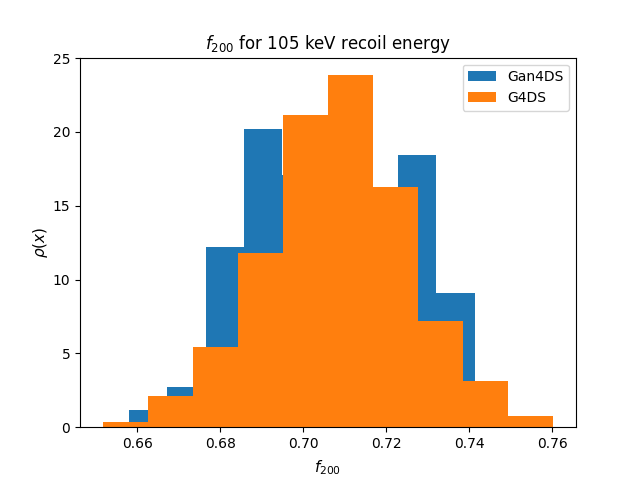 f₂₀₀ for 105 keV recoil energy
Gan4DS
G4DS
25
20
15
10
5
0
ρ(x)
0.66 0.68 0.70 0.72 0.74 0.76
f₂₀₀